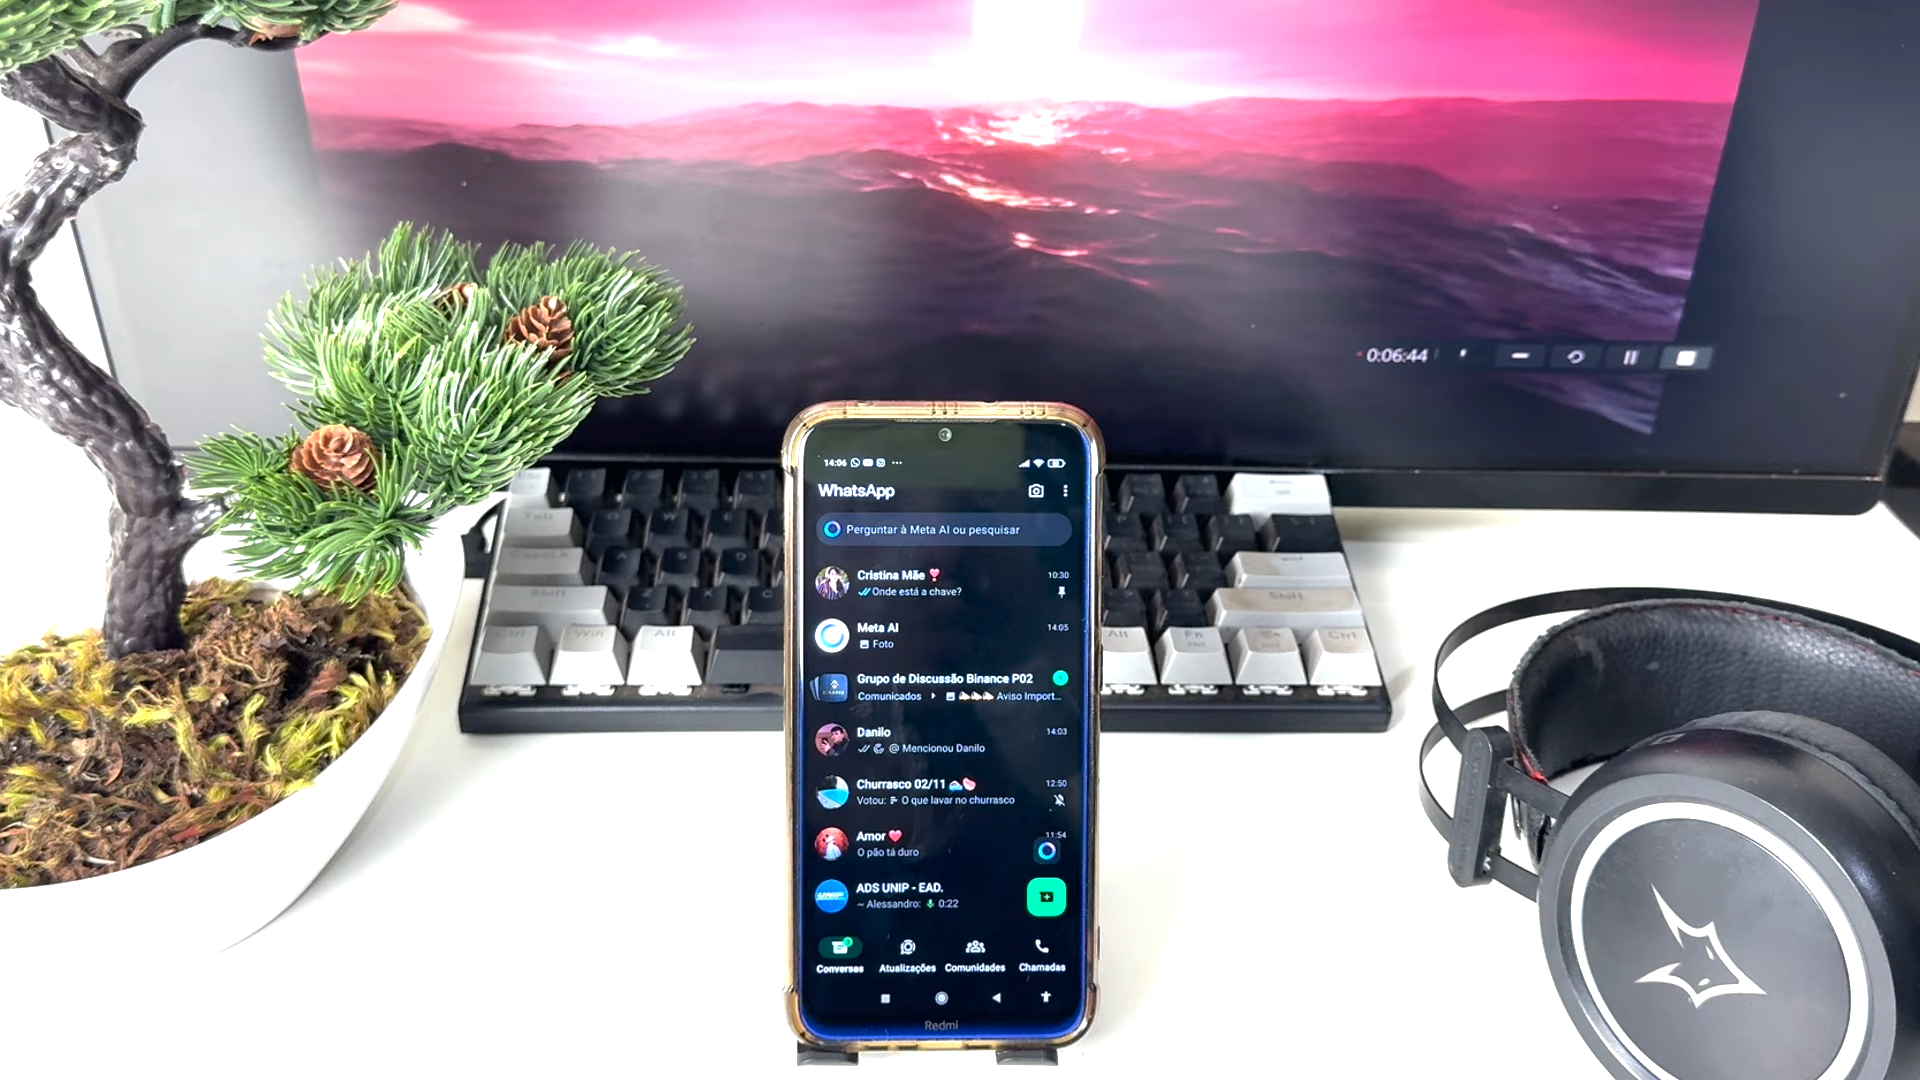 0:06:44
14:06
WhatsApp
Perguntar à Meta AI ou pesquisar
Cristina Mãe 10:30
Onde está a chave?
Meta AI 14:05
Foto
Grupo de Discussão Binance P02
Comunicados Aviso Import...
Danilo 14:03
@ Mencionou Danilo
Churrasco 02/11 12:50
Votou: O que lavar no churrasco
Amor 11:54
O pão tá duro
ADS UNIP - EAD.
~ Alessandro: 0:22
Conversas Atualizações Comunidades Chamadas
Redmi
Tab
Shift
Shift
Ctrl Win Alt
Alt Fn Ctrl